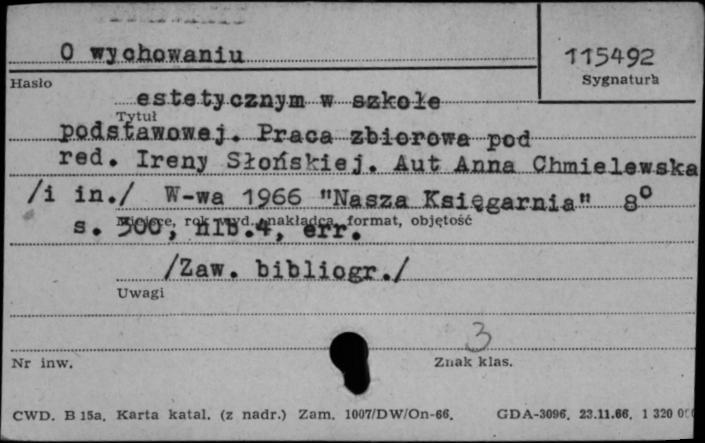 O wychowaniu
115492
Hasło
Sygnatura
estetycznym w szkole
Tytuł
podstawowej. Praca zbiorowa pod
red. Ireny Słońskiej. Aut Anna Chmielewska
/i in./ W-wa 1966 "Nasza Księgarnia" 8o
Miejsce, rok wyd., nakładca, format, objętość
s. 300, nlb.4, err.
/Zaw. bibliogr./
Uwagi
3
Nr inw.
Znak klas.
CWD. B 15a. Karta katal. (z nadr.) Zam. 1007/DW/On-66. GDA-3096. 23.11.66. 1 320